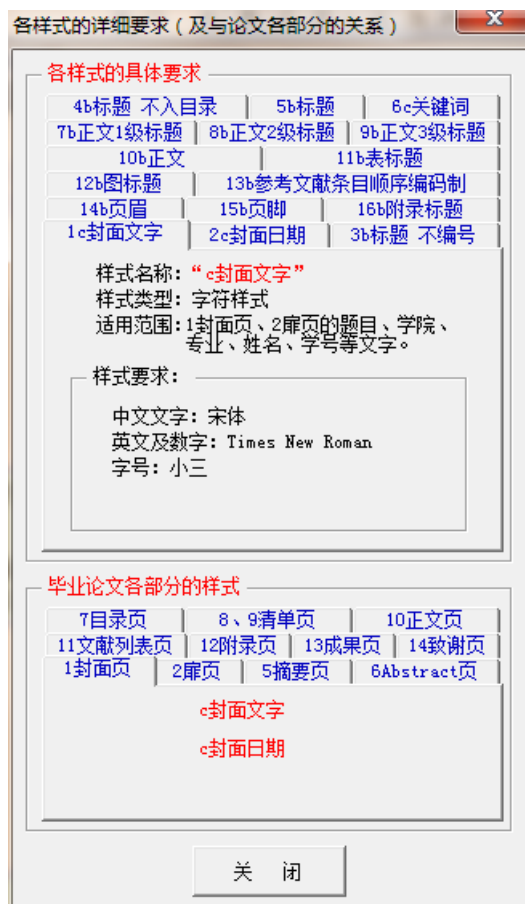 各样式的详细要求（及与论文各部分的关系）
各样式的具体要求
4b标题 不入目录 5b标题 6c关键词
7b正文1级标题 8b正文2级标题 9b正文3级标题
10b正文 11b表标题
12b图标题 13b参考文献条目顺序编码制
14b页眉 15b页脚 16b附录标题
1c封面文字 2c封面日期 3b标题 不编号
样式名称：“c封面文字”
样式类型：字符样式
适用范围：1封面页、2扉页的题目、学院、
专业、姓名、学号等文字。
样式要求：
中文文字：宋体
英文及数字：Times New Roman
字号：小三
毕业论文各部分的样式
7目录页 8、9清单页 10正文页
11文献列表页 12附录页 13成果页 14致谢页
1封面页 2扉页 5摘要页 6Abstract页
c封面文字
c封面日期
关 闭